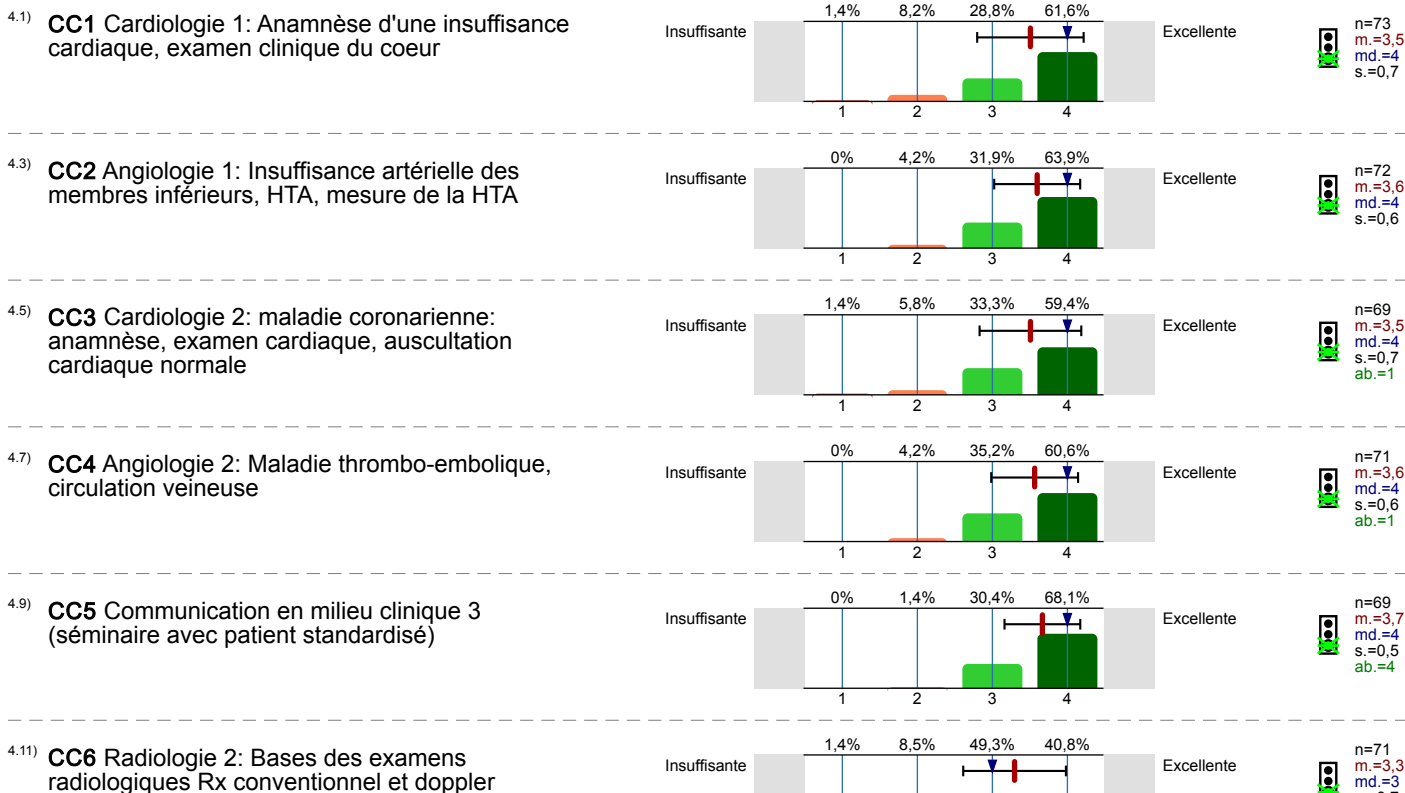 4.1) CC1 Cardiologie 1: Anamnèse d'une insuffisance
cardiaque, examen clinique du coeur
Insuffisante
1,4% 8,2% 28,8% 61,6%
1 2 3 4
Excellente
n=73
m.=3,5
md.=4
s.=0,7
4.3) CC2 Angiologie 1: Insuffisance artérielle des
membres inférieurs, HTA, mesure de la HTA
Insuffisante
0% 4,2% 31,9% 63,9%
1 2 3 4
Excellente
n=72
m.=3,6
md.=4
s.=0,6
4.5) CC3 Cardiologie 2: maladie coronarienne:
anamnèse, examen cardiaque, auscultation
cardiaque normale
Insuffisante
1,4% 5,8% 33,3% 59,4%
1 2 3 4
Excellente
n=69
m.=3,5
md.=4
s.=0,7
ab.=1
4.7) CC4 Angiologie 2: Maladie thrombo-embolique,
circulation veineuse
Insuffisante
0% 4,2% 35,2% 60,6%
1 2 3 4
Excellente
n=71
m.=3,6
md.=4
s.=0,6
ab.=1
4.9) CC5 Communication en milieu clinique 3
(séminaire avec patient standardisé)
Insuffisante
0% 1,4% 30,4% 68,1%
1 2 3 4
Excellente
n=69
m.=3,7
md.=4
s.=0,5
ab.=4
4.11) CC6 Radiologie 2: Bases des examens
radiologiques Rx conventionnel et doppler
Insuffisante
1,4% 8,5% 49,3% 40,8%
Excellente
n=71
m.=3,3
md.=3